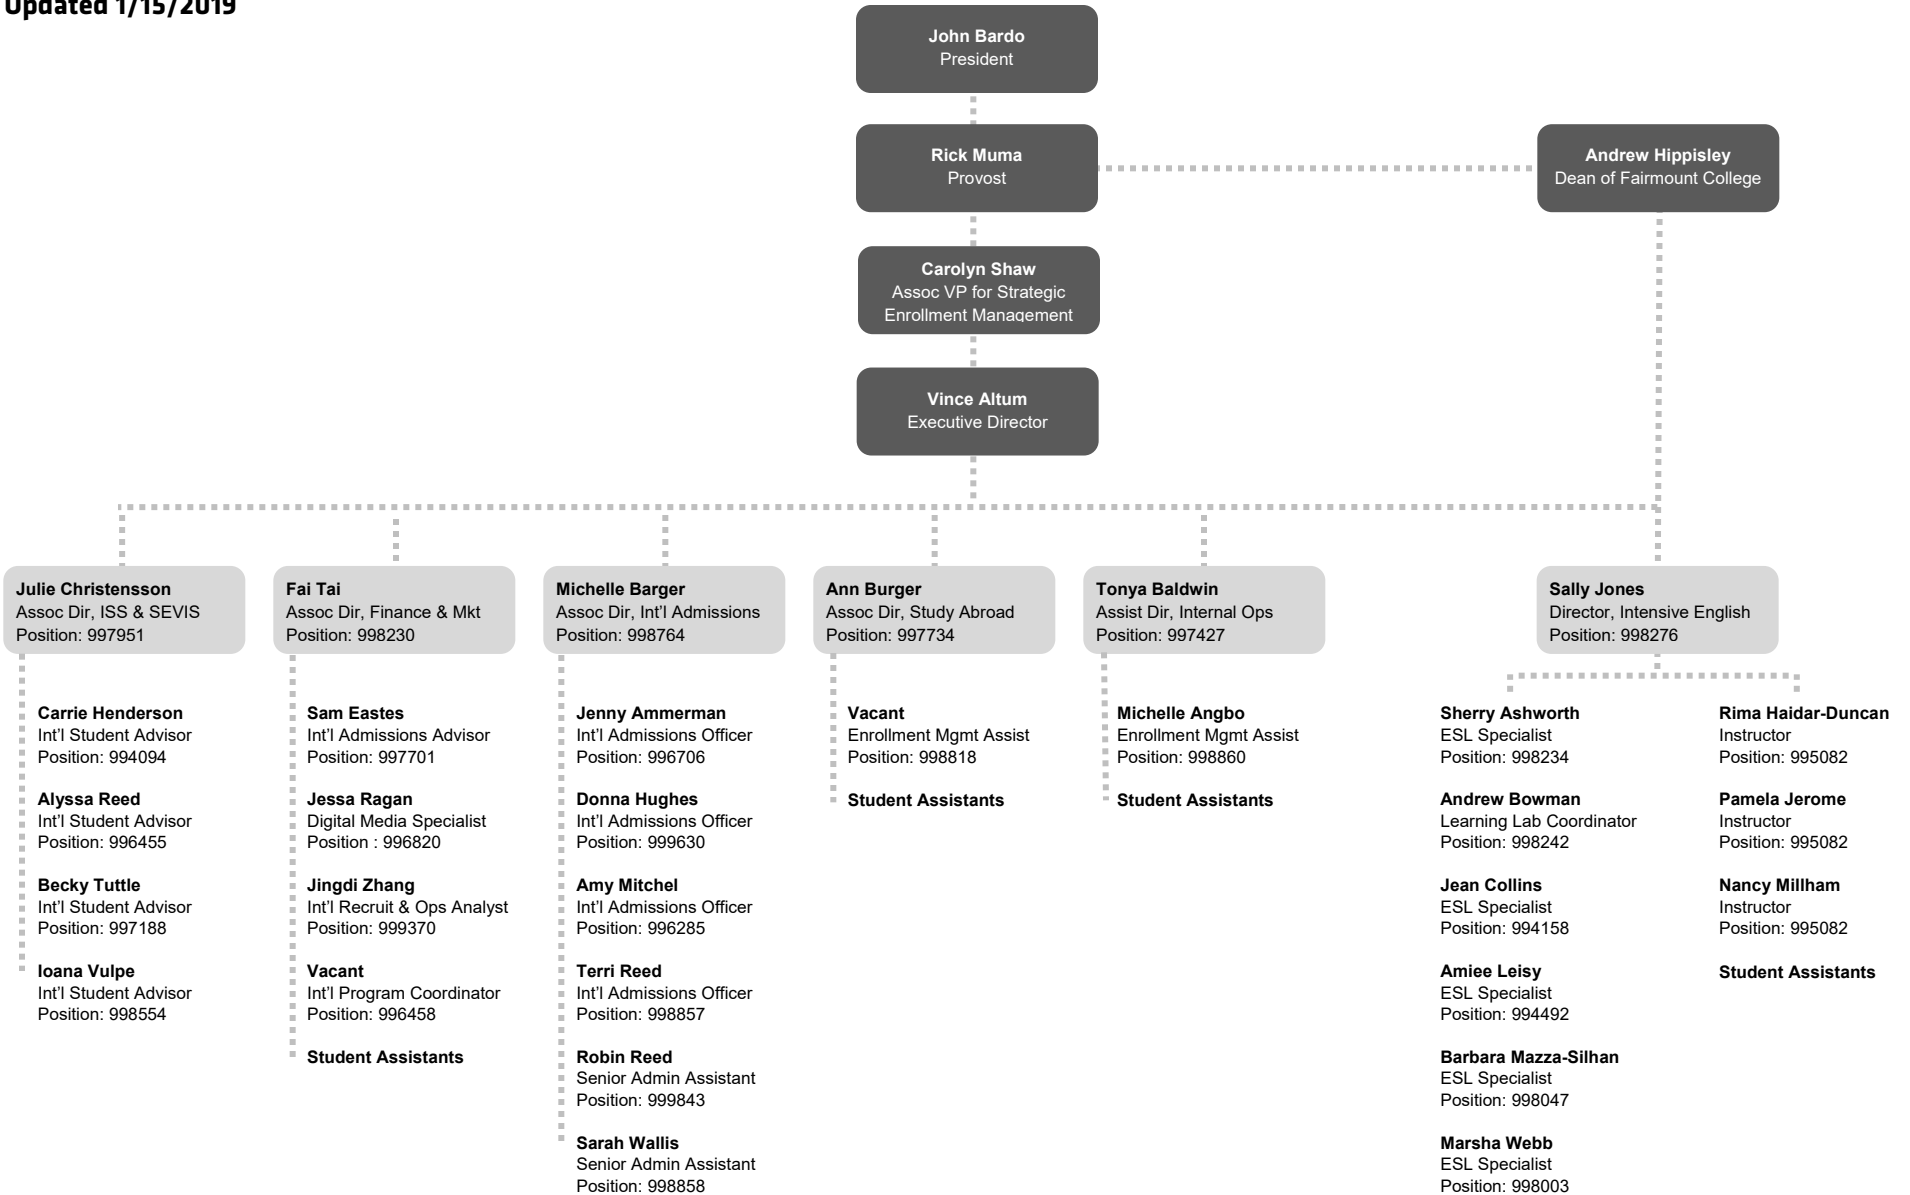 Updated 1/15/2019
John Bardo
President
Rick Muma
Provost
Andrew Hippisley
Dean of Fairmount College
Carolyn Shaw
Assoc VP for Strategic
Enrollment Management
Vince Altum
Executive Director
Julie Christensson
Assoc Dir, ISS & SEVIS
Position: 997951
Fai Tai
Assoc Dir, Finance & Mkt
Position: 998230
Michelle Barger
Assoc Dir, Int'l Admissions
Position: 998764
Ann Burger
Assoc Dir, Study Abroad
Position: 997734
Tonya Baldwin
Assist Dir, Internal Ops
Position: 997427
Sally Jones
Director, Intensive English
Position: 998276
Carrie Henderson
Int'l Student Advisor
Position: 994094
Alyssa Reed
Int'l Student Advisor
Position: 996455
Becky Tuttle
Int'l Student Advisor
Position: 997188
Ioana Vulpe
Int'l Student Advisor
Position: 998554
Sam Eastes
Int'l Admissions Advisor
Position: 997701
Jessa Ragan
Digital Media Specialist
Position : 996820
Jingdi Zhang
Int'l Recruit & Ops Analyst
Position: 999370
Vacant
Int'l Program Coordinator
Position: 996458
Student Assistants
Jenny Ammerman
Int'l Admissions Officer
Position: 996706
Donna Hughes
Int'l Admissions Officer
Position: 999630
Amy Mitchel
Int'l Admissions Officer
Position: 996285
Terri Reed
Int'l Admissions Officer
Position: 998857
Robin Reed
Senior Admin Assistant
Position: 999843
Sarah Wallis
Senior Admin Assistant
Position: 998858
Vacant
Enrollment Mgmt Assist
Position: 998818
Student Assistants
Michelle Angbo
Enrollment Mgmt Assist
Position: 998860
Student Assistants
Sherry Ashworth
ESL Specialist
Position: 998234
Andrew Bowman
Learning Lab Coordinator
Position: 998242
Jean Collins
ESL Specialist
Position: 994158
Amiee Leisy
ESL Specialist
Position: 994492
Barbara Mazza-Silhan
ESL Specialist
Position: 998047
Marsha Webb
ESL Specialist
Position: 998003
Rima Haidar-Duncan
Instructor
Position: 995082
Pamela Jerome
Instructor
Position: 995082
Nancy Millham
Instructor
Position: 995082
Student Assistants